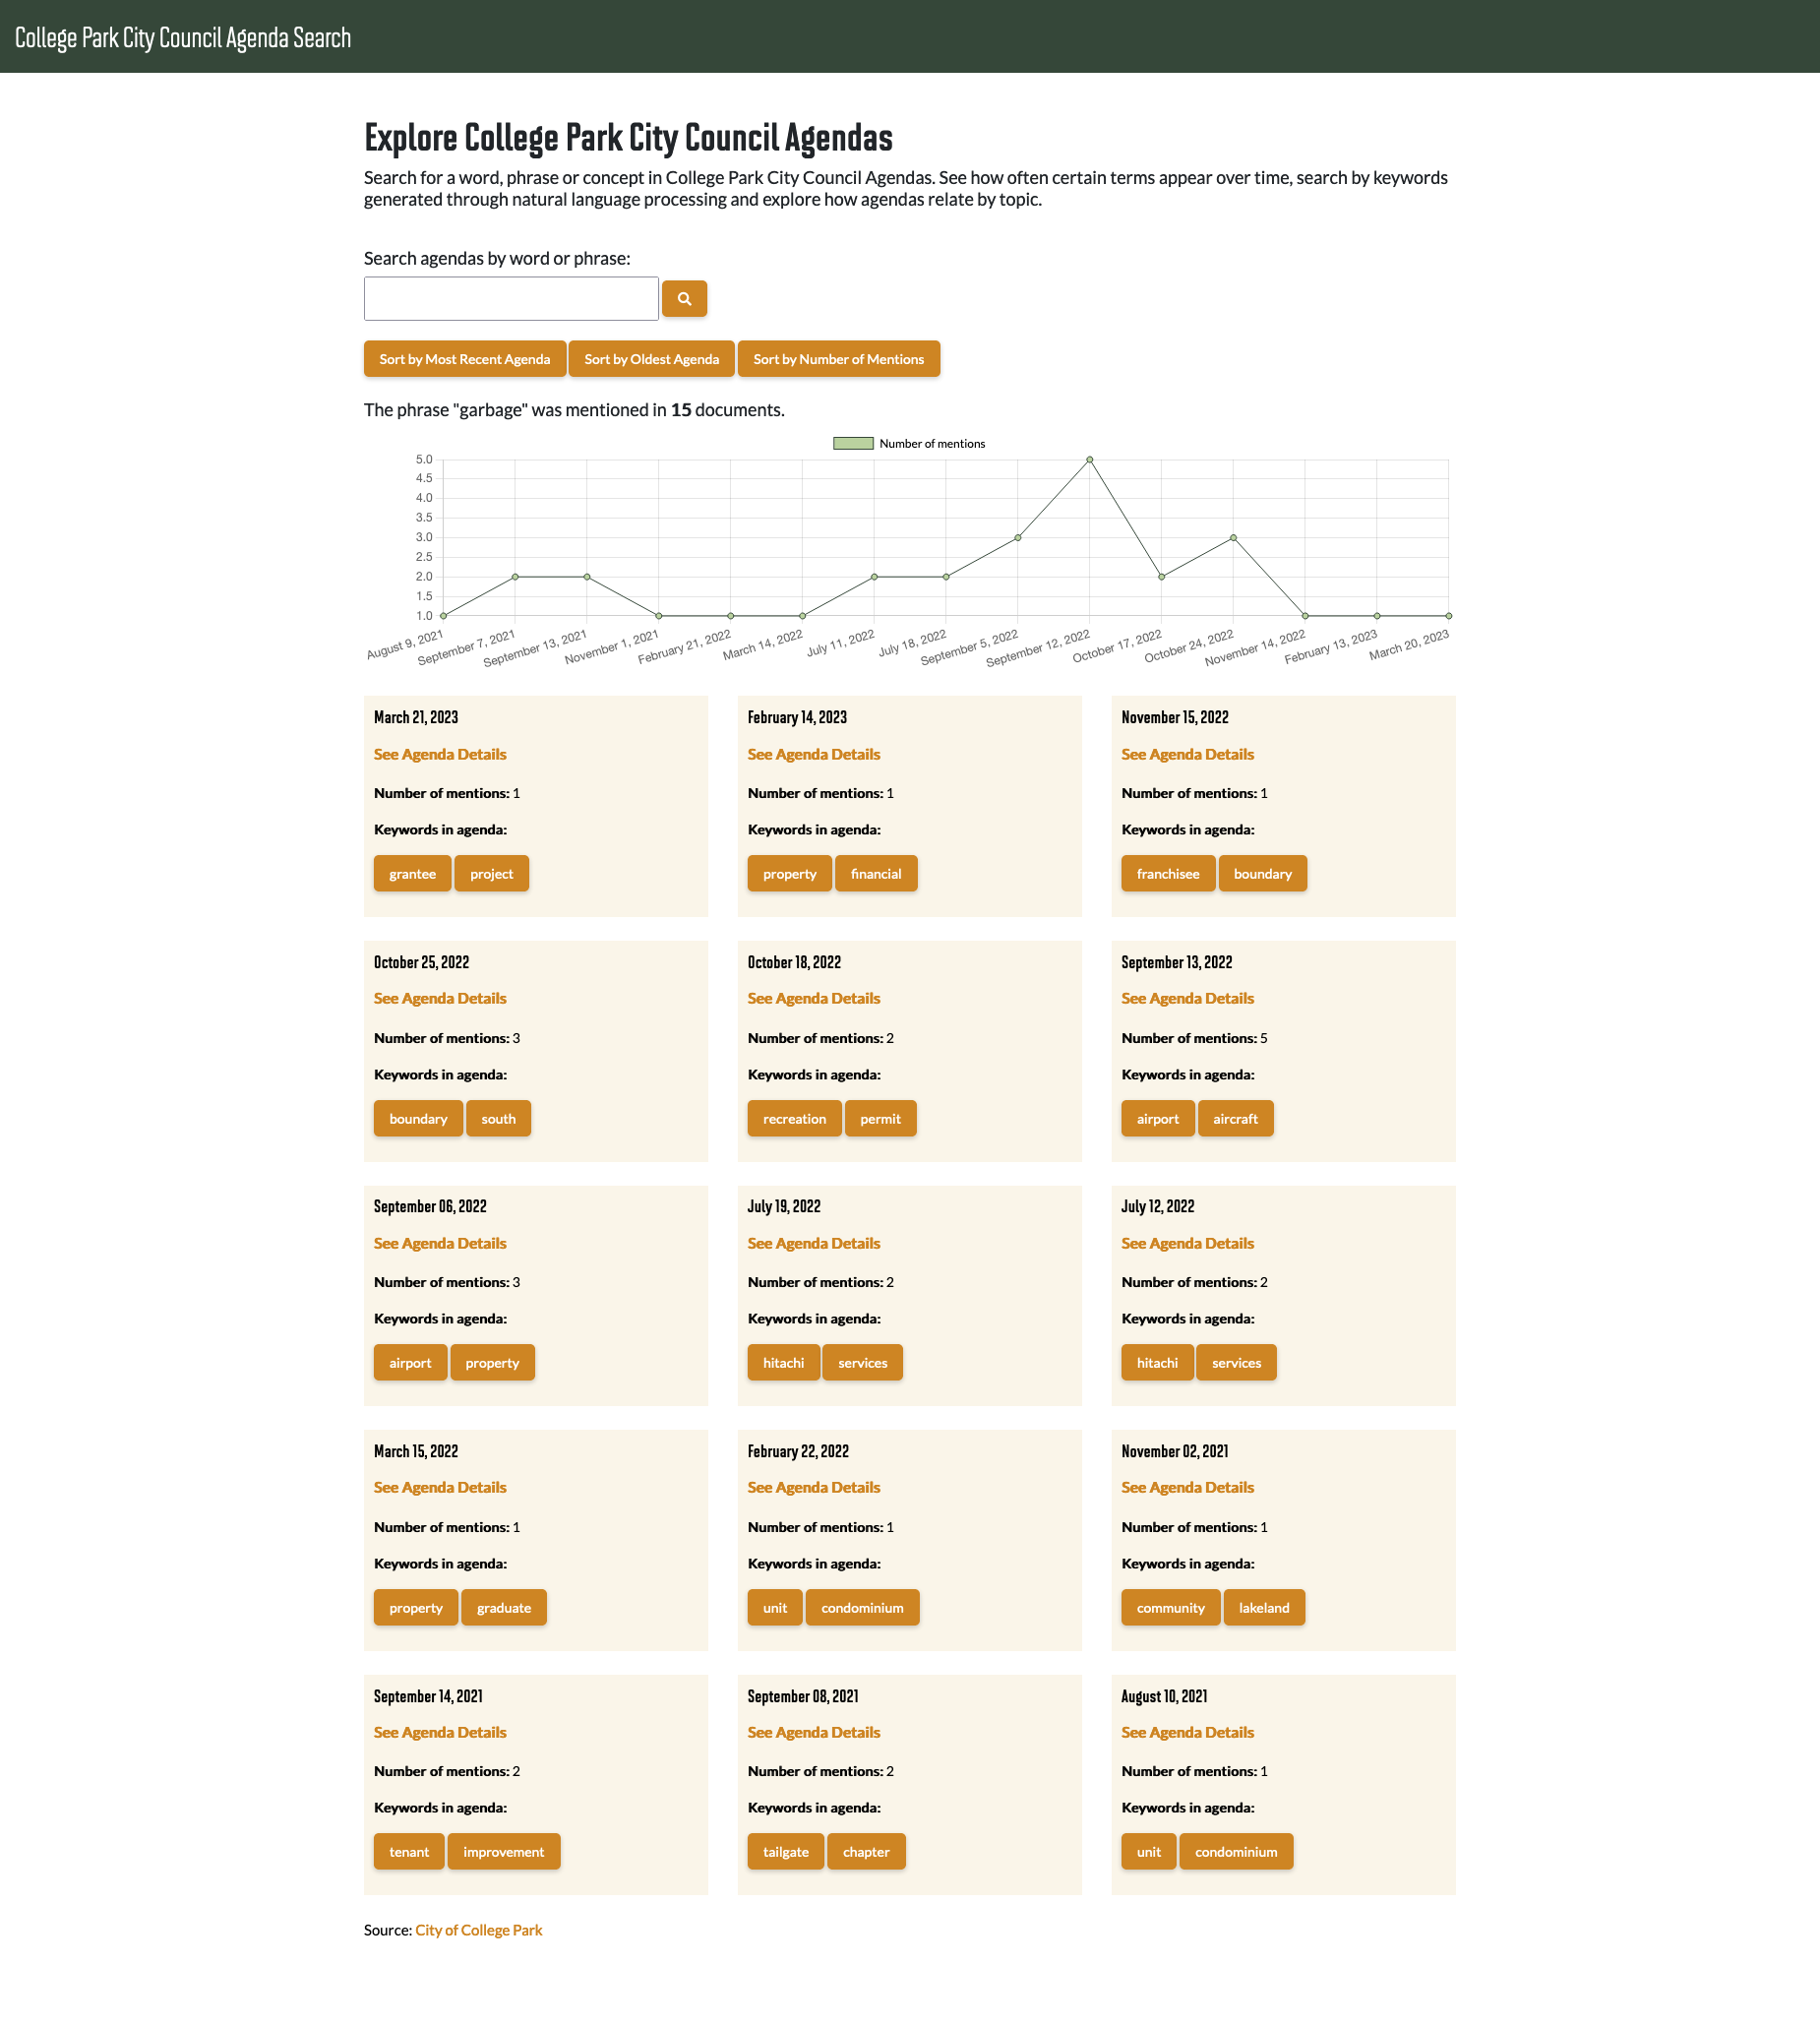 College Park City Council Agenda Search
Explore College Park City Council Agendas
Search for a word, phrase or concept in College Park City Council Agendas. See how often certain terms appear over time, search by keywords
generated through natural language processing and explore how agendas relate by topic.
Search agendas by word or phrase:
Sort by Most Recent Agenda Sort by Oldest Agenda Sort by Number of Mentions
The phrase "garbage" was mentioned in 15 documents.
Number of mentions
5.0
4.5
4.0
3.5
3.0
2.5
2.0
1.5
1.0
August 9, 2021 September 7, 2021 September 13, 2021 November 1, 2021 February 21, 2022 March 14, 2022 July 11, 2022 July 18, 2022 September 5, 2022 September 12, 2022 October 17, 2022 October 24, 2022 November 14, 2022 February 13, 2023 March 20, 2023
March 21, 2023
See Agenda Details
Number of mentions: 1
Keywords in agenda:
grantee project
February 14, 2023
See Agenda Details
Number of mentions: 1
Keywords in agenda:
property financial
November 15, 2022
See Agenda Details
Number of mentions: 1
Keywords in agenda:
franchisee boundary
October 25, 2022
See Agenda Details
Number of mentions: 3
Keywords in agenda:
boundary south
October 18, 2022
See Agenda Details
Number of mentions: 2
Keywords in agenda:
recreation permit
September 13, 2022
See Agenda Details
Number of mentions: 5
Keywords in agenda:
airport aircraft
September 06, 2022
See Agenda Details
Number of mentions: 3
Keywords in agenda:
airport property
July 19, 2022
See Agenda Details
Number of mentions: 2
Keywords in agenda:
hitachi services
July 12, 2022
See Agenda Details
Number of mentions: 2
Keywords in agenda:
hitachi services
March 15, 2022
See Agenda Details
Number of mentions: 1
Keywords in agenda:
property graduate
February 22, 2022
See Agenda Details
Number of mentions: 1
Keywords in agenda:
unit condominium
November 02, 2021
See Agenda Details
Number of mentions: 1
Keywords in agenda:
community lakeland
September 14, 2021
See Agenda Details
Number of mentions: 2
Keywords in agenda:
tenant improvement
September 08, 2021
See Agenda Details
Number of mentions: 2
Keywords in agenda:
tailgate chapter
August 10, 2021
See Agenda Details
Number of mentions: 1
Keywords in agenda:
unit condominium
Source: City of College Park